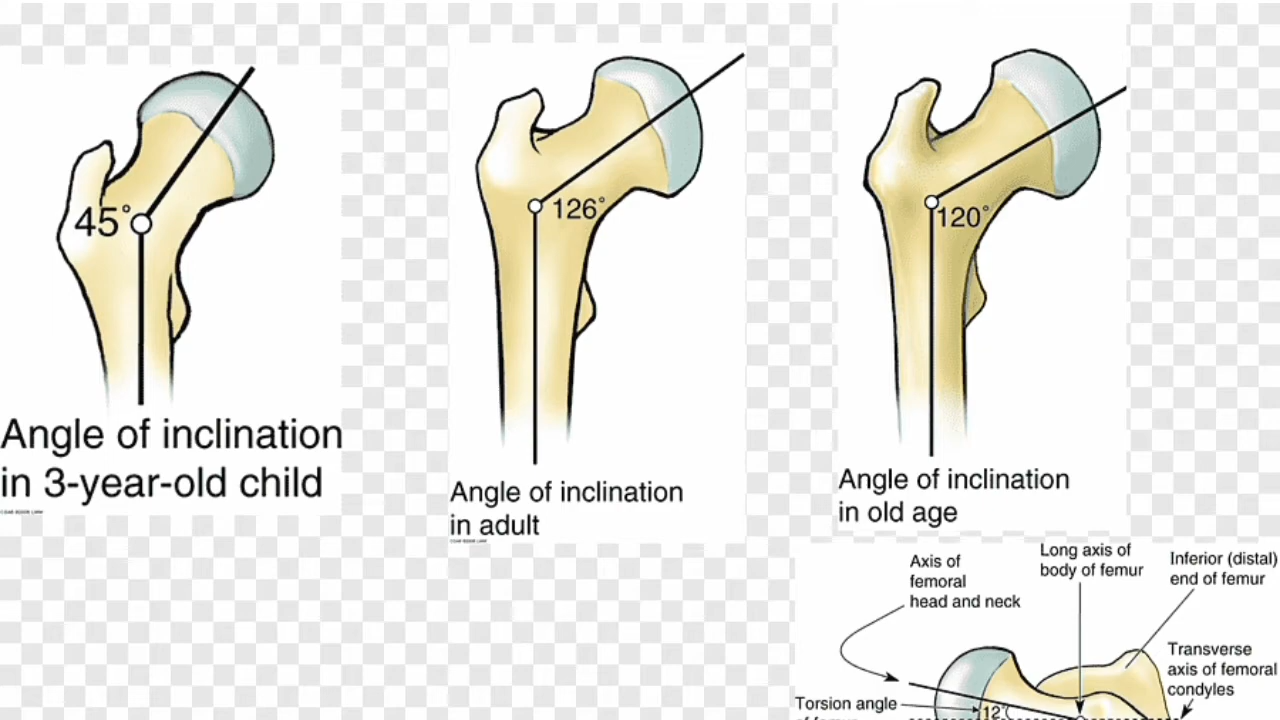 45°
Angle of inclination
in 3-year-old child
126°
Angle of inclination
in adult
120°
Angle of inclination
in old age
Axis of
femoral
head and neck
Long axis of
body of femur
Inferior (distal)
end of femur
Transverse
axis of femoral
condyles
Torsion angle
12°